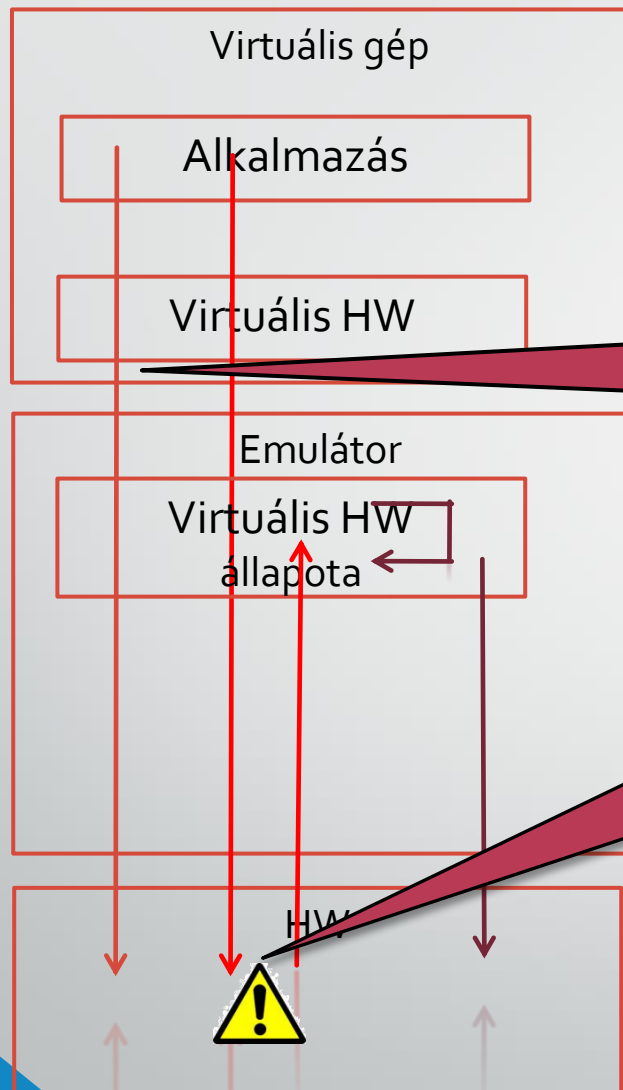 Virtuális gép
Alkalmazás
Virtuális HW
Emulátor
Virtuális HW
állapota
HW